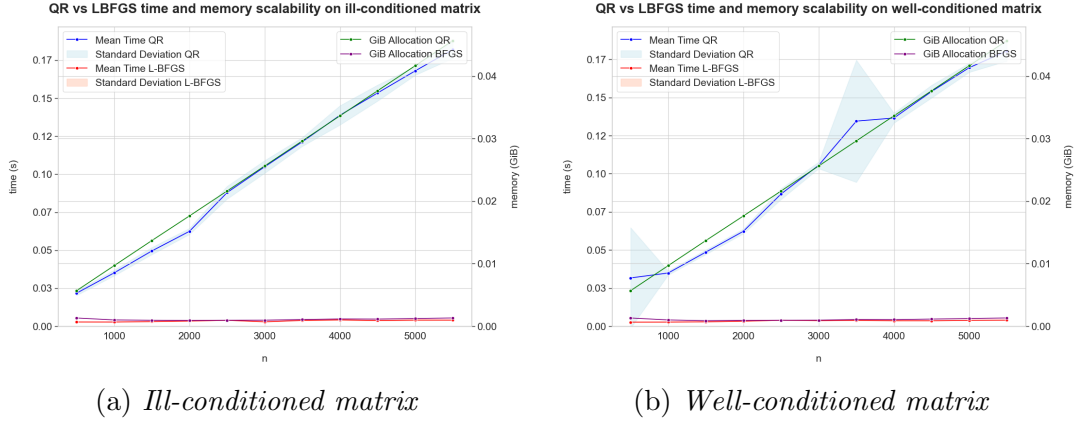 QR vs LBFGS time and memory scalability on ill-conditioned matrix
Mean Time QR
Standard Deviation QR
Mean Time L-BFGS
Standard Deviation L-BFGS
GiB Allocation QR
GiB Allocation BFGS
0.17
0.15
0.12
0.10
0.07
0.05
0.03
0.00
time (s)
0.04
0.03
0.02
0.01
0.00
memory (GiB)
1000 2000 3000 4000 5000
n
(a) Ill-conditioned matrix
QR vs LBFGS time and memory scalability on well-conditioned matrix
Mean Time QR
Standard Deviation QR
Mean Time L-BFGS
Standard Deviation L-BFGS
GiB Allocation QR
GiB Allocation BFGS
0.17
0.15
0.12
0.10
0.07
0.05
0.03
0.00
time (s)
0.04
0.03
0.02
0.01
0.00
memory (GiB)
1000 2000 3000 4000 5000
n
(b) Well-conditioned matrix